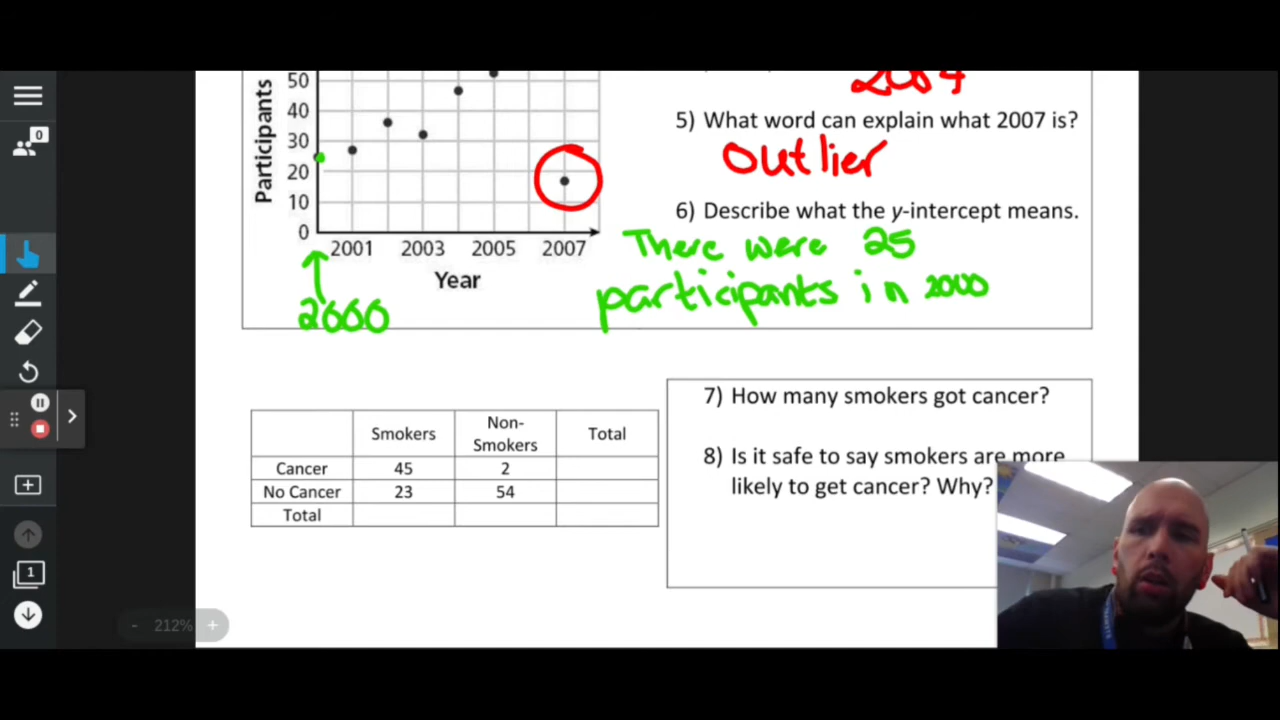 50
40
30
20
10
0
Participants
2001 2003 2005 2007
Year
2000
5) What word can explain what 2007 is?
Outlier
6) Describe what the y-intercept means.
There were 25
participants in 2000
Smokers Non-Smokers Total
Cancer 45 2
No Cancer 23 54
Total
7) How many smokers got cancer?
8) Is it safe to say smokers are more
likely to get cancer? Why?
0
1
- 212% +